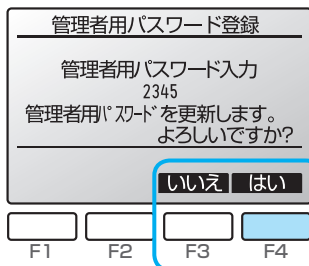 管理者用パスワード登録
管理者用パスワード入力
2345
管理者用ﾊﾟｽﾜｰﾄﾞを更新します。
よろしいですか?
いいえ はい
F1 F2 F3 F4